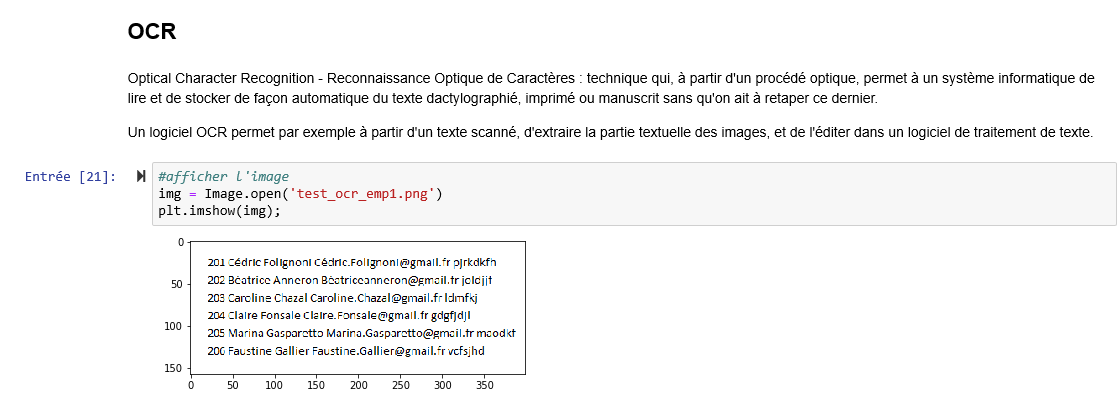 OCR
Optical Character Recognition - Reconnaissance Optique de Caractères : technique qui, à partir d'un procédé optique, permet à un système informatique de
lire et de stocker de façon automatique du texte dactylographié, imprimé ou manuscrit sans qu'on ait à retaper ce dernier.
Un logiciel OCR permet par exemple à partir d'un texte scanné, d'extraire la partie textuelle des images, et de l'éditer dans un logiciel de traitement de texte.
Entrée [21]:
#afficher l'image
img = Image.open('test_ocr_emp1.png')
plt.imshow(img);
0
201 Cédric Folignoni Cédric.Folignoni@gmail.fr pjrkdkfh
202 Béatrice Anneron Béatriceanneron@gmail.fr
50
203 Caroline Chazal Caroline.Chazal@gmail.fr ldmfkj
204 Claire Fonsale Claire.Fonsale@gmail.fr gdgfjdjl
100
205 Marina Gasparetto Marina.Gasparetto@gmail.fr
206 Faustine Gallier Faustine.Gallier@gmail.fr vcfsjhd
150
0 50 100 150 200 250 300 350